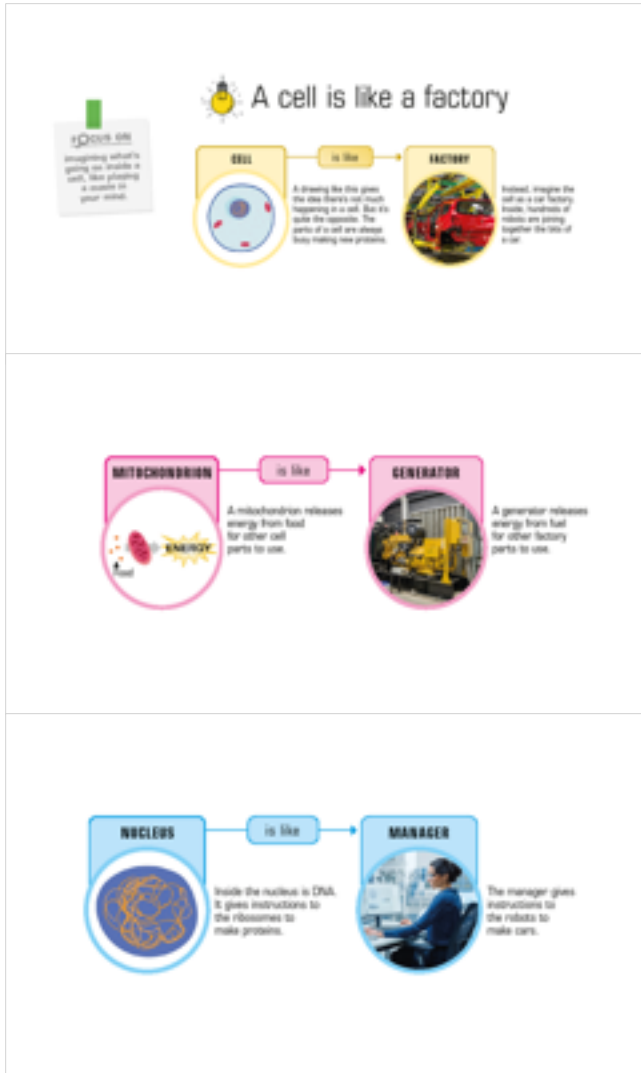 A cell is like a factory
FOCUS ON
Imagining what's
going on inside a
cell, like playing
a movie in
your mind.
CELL
is like
FACTORY
A drawing like this gives
the idea there's not much
happening in a cell. But it's
quite the opposite. The
parts of a cell are always
busy making new proteins.
Instead, imagine the
cell as a car factory.
Inside, hundreds of
robots are joining
together the bits of
a car.
MITOCHONDRION
is like
GENERATOR
Food
ENERGY
A mitochondrion releases
energy from food
for other cell
parts to use.
A generator releases
energy from fuel
for other factory
parts to use.
NUCLEUS
is like
MANAGER
Inside the nucleus is DNA.
It gives instructions to
the ribosomes to
make proteins.
The manager gives
instructions to
the robots to
make cars.